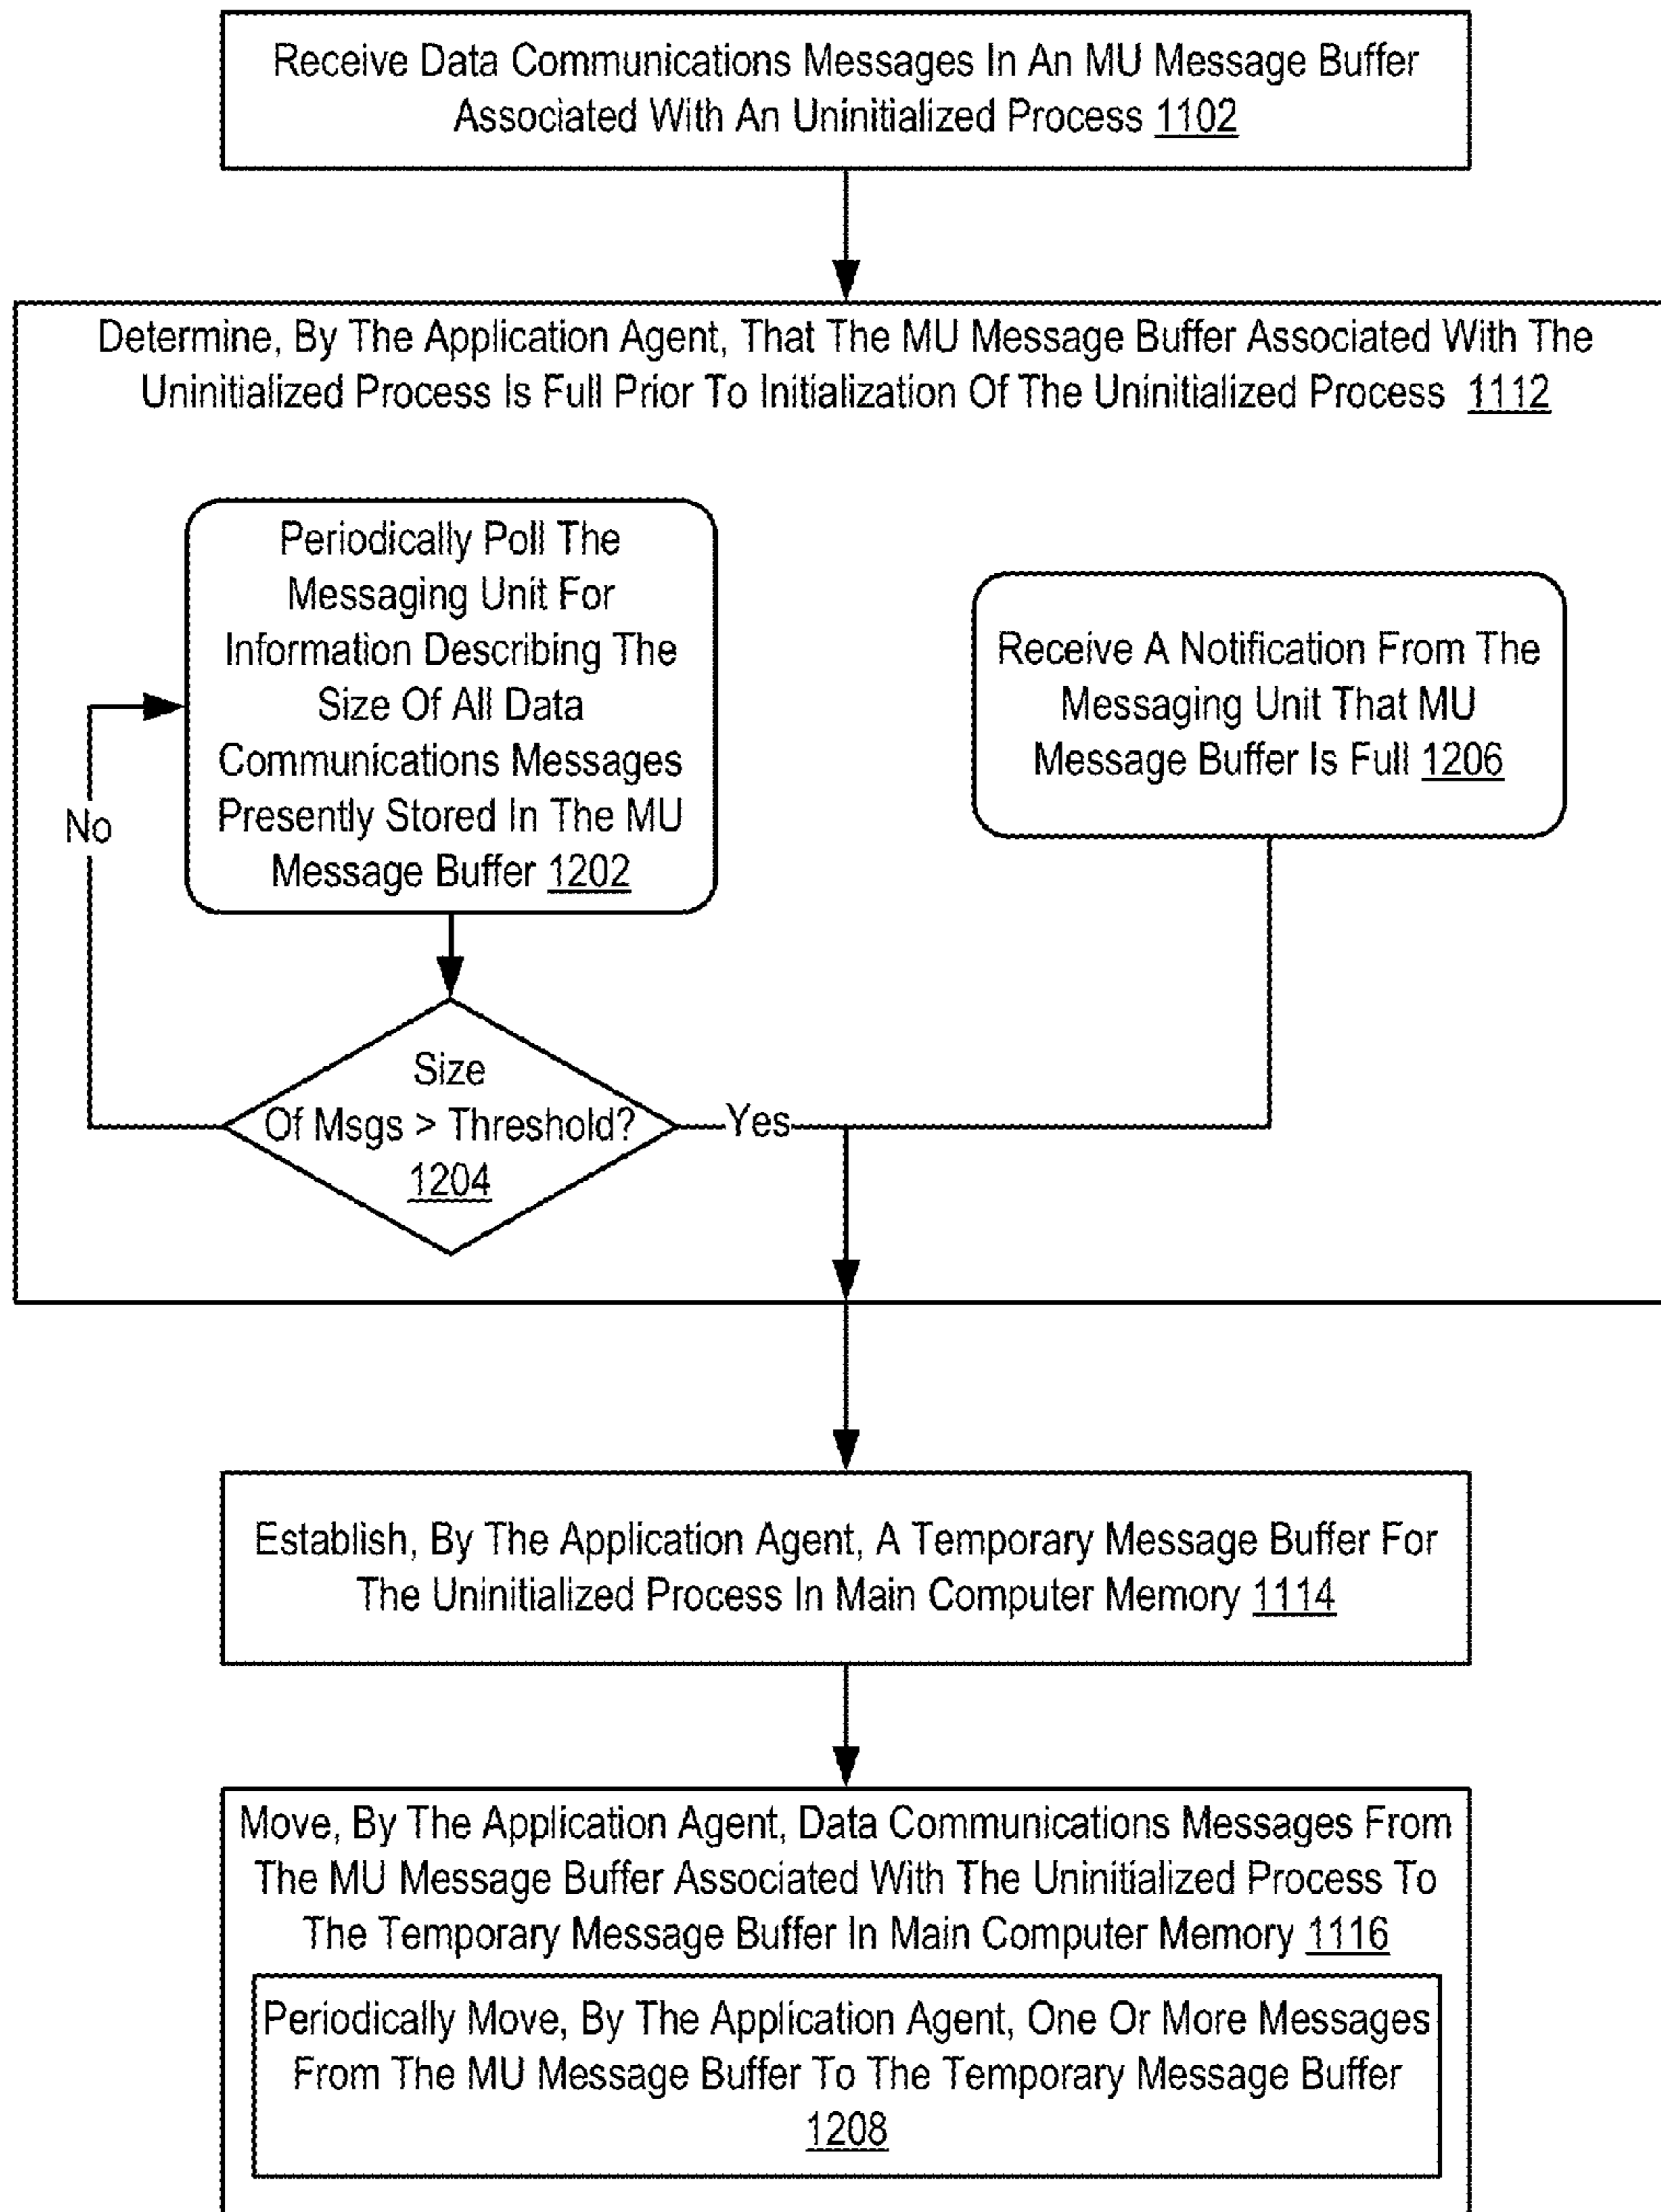 Receive Data Communications Messages In An MU Message Buffer
Associated With An Uninitialized Process 1102
Determine, By The Application Agent, That The MU Message Buffer Associated With The
Uninitialized Process Is Full Prior To Initialization Of The Uninitialized Process 1112
Periodically Poll The
Messaging Unit For
Information Describing The
Size Of All Data
Communications Messages
Presently Stored In The MU
Message Buffer 1202
Receive A Notification From The
Messaging Unit That MU
Message Buffer Is Full 1206
No
Size
Of Msgs > Threshold?
1204
Yes
Establish, By The Application Agent, A Temporary Message Buffer For
The Uninitialized Process In Main Computer Memory 1114
Move, By The Application Agent, Data Communications Messages From
The MU Message Buffer Associated With The Uninitialized Process To
The Temporary Message Buffer In Main Computer Memory 1116
Periodically Move, By The Application Agent, One Or More Messages
From The MU Message Buffer To The Temporary Message Buffer
1208